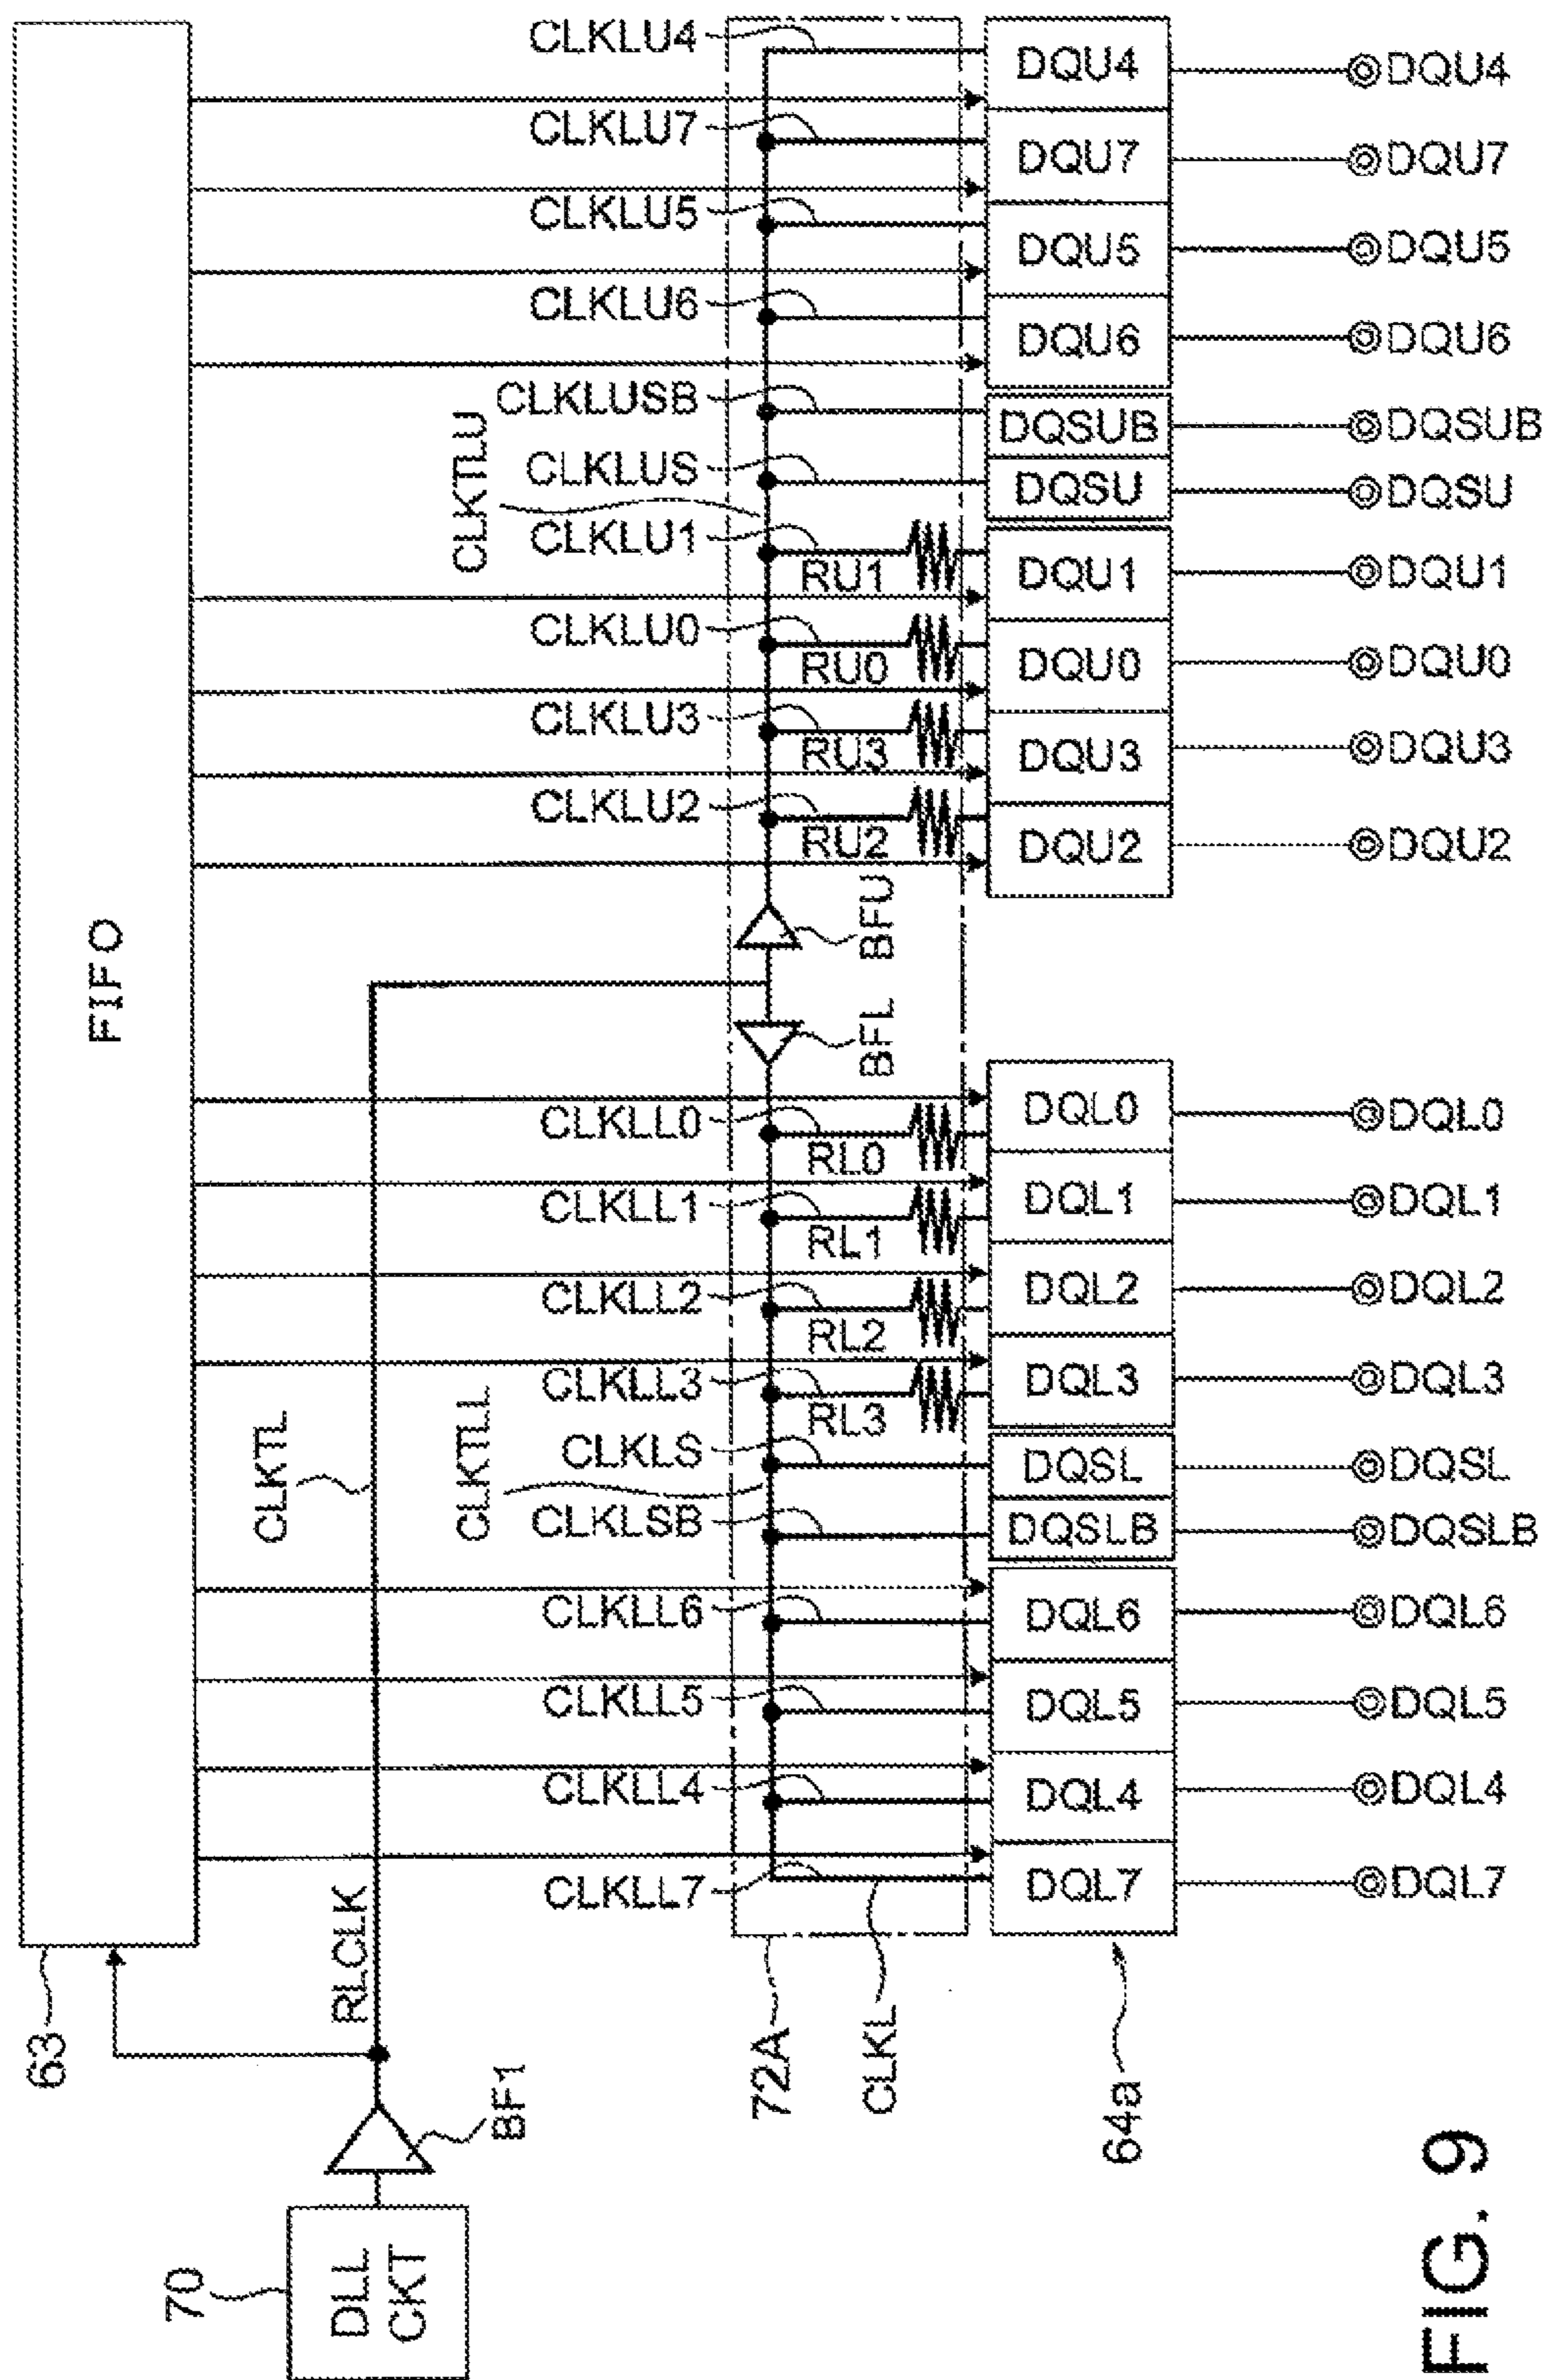 CLKLU4
DQU4
DQU4
CLKLU7
DQU7
DQU7
CLKLU5
DQU5
DQU5
CLKLU6
DQU6
DQU6
CLKLUSB
DQSUB
DQSUB
CLKTLU
CLKLUS
DQSU
DQSU
CLKLU1
RU1
DQU1
DQU1
CLKLU0
RU0
DQU0
DQU0
CLKLU3
RU3
DQU3
DQU3
CLKLU2
RU2
DQU2
DQU2
FIFO
BFU
BFL
CLKLL0
RL0
DQL0
DQL0
CLKLL1
RL1
DQL1
DQL1
CLKLL2
RL2
DQL2
DQL2
CLKLL3
RL3
DQL3
DQL3
CLKTL
CLKTLL
CLKLS
DQSL
DQSL
CLKLSB
DQSLB
DQSLB
CLKLL6
DQL6
DQL6
CLKLL5
DQL5
DQL5
CLKLL4
DQL4
DQL4
CLKLL7
DQL7
DQL7
RLCLK
63
72A
CLKL
64a
BF1
70
DLL
CKT
FIG. 9